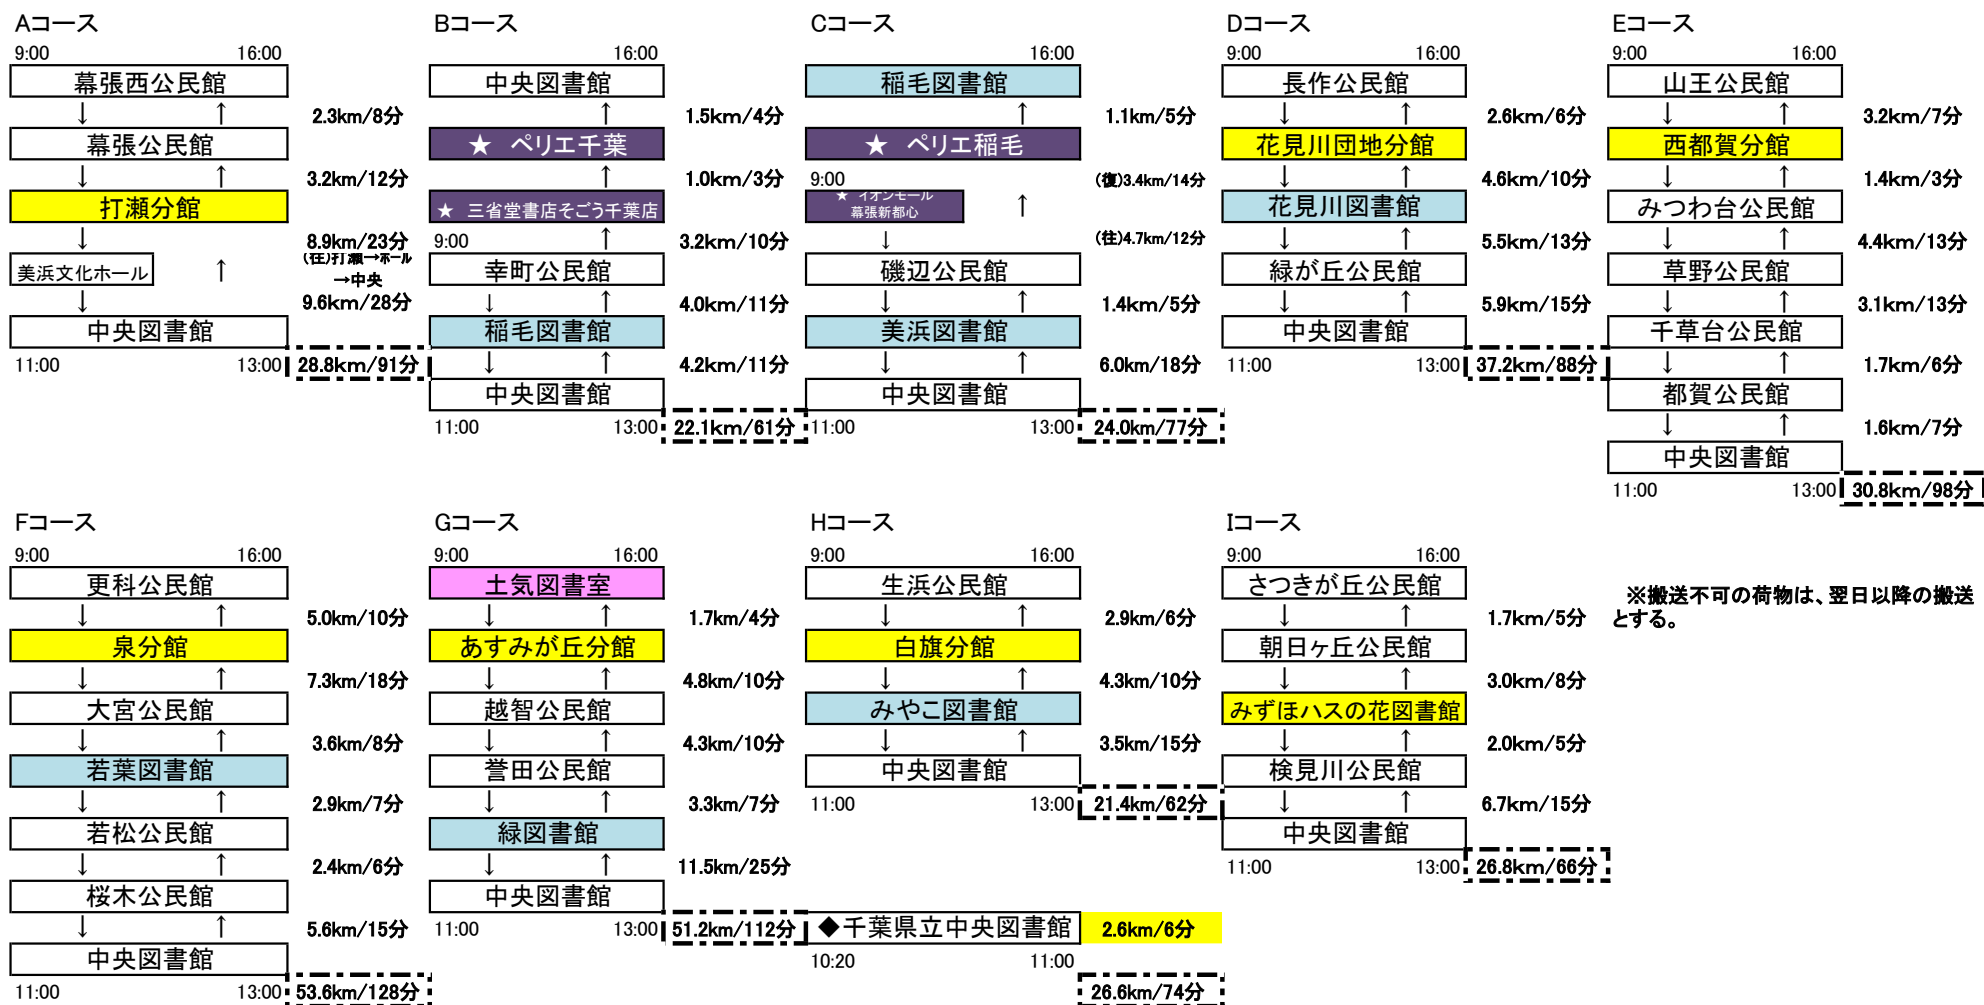 Aコース
9:00 16:00
幕張西公民館
↓ ↑ 2.3km/8分
幕張公民館
↓ ↑ 3.2km/12分
打瀬分館
↓ 8.9km/23分
(往)打瀬→ホール
→中央
美浜文化ホール ↑
↓ 9.6km/28分
中央図書館
11:00 13:00 28.8km/91分
Bコース
16:00
中央図書館
↑ 1.5km/4分
★ ペリエ千葉
↑ 1.0km/3分
★ 三省堂書店そごう千葉店
9:00 ↑ 3.2km/10分
幸町公民館
↓ ↑ 4.0km/11分
稲毛図書館
↓ ↑ 4.2km/11分
中央図書館
11:00 13:00 22.1km/61分
Cコース
16:00
稲毛図書館
↑ 1.1km/5分
★ ペリエ稲毛
9:00 (復)3.4km/14分
★ イオンモール
幕張新都心 ↑
↓ (往)4.7km/12分
磯辺公民館
↓ ↑ 1.4km/5分
美浜図書館
↓ ↑ 6.0km/18分
中央図書館
11:00 13:00 24.0km/77分
Dコース
9:00 16:00
長作公民館
↓ ↑ 2.6km/6分
花見川団地分館
↓ ↑ 4.6km/10分
花見川図書館
↓ ↑ 5.5km/13分
緑が丘公民館
↓ ↑ 5.9km/15分
中央図書館
11:00 13:00 37.2km/88分
Eコース
9:00 16:00
山王公民館
↓ ↑ 3.2km/7分
西都賀分館
↓ ↑ 1.4km/3分
みつわ台公民館
↓ ↑ 4.4km/13分
草野公民館
↓ ↑ 3.1km/13分
千草台公民館
↓ ↑ 1.7km/6分
都賀公民館
↓ ↑ 1.6km/7分
中央図書館
11:00 13:00 30.8km/98分
Fコース
9:00 16:00
更科公民館
↓ ↑ 5.0km/10分
泉分館
↓ ↑ 7.3km/18分
大宮公民館
↓ ↑ 3.6km/8分
若葉図書館
↓ ↑ 2.9km/7分
若松公民館
↓ ↑ 2.4km/6分
桜木公民館
↓ ↑ 5.6km/15分
中央図書館
11:00 13:00 53.6km/128分
Gコース
9:00 16:00
土気図書室
↓ ↑ 1.7km/4分
あすみが丘分館
↓ ↑ 4.8km/10分
越智公民館
↓ ↑ 4.3km/10分
誉田公民館
↓ ↑ 3.3km/7分
緑図書館
↓ ↑ 11.5km/25分
中央図書館
11:00 13:00 51.2km/112分
Hコース
9:00 16:00
生浜公民館
↓ ↑ 2.9km/6分
白旗分館
↓ ↑ 4.3km/10分
みやこ図書館
↓ ↑ 3.5km/15分
中央図書館
11:00 13:00 21.4km/62分
◆千葉県立中央図書館 2.6km/6分
10:20 11:00
26.6km/74分
Iコース
9:00 16:00
さつきが丘公民館
↓ ↑ 1.7km/5分
朝日ヶ丘公民館
↓ ↑ 3.0km/8分
みずほハスの花図書館
↓ ↑ 2.0km/5分
検見川公民館
↓ ↑ 6.7km/15分
中央図書館
11:00 13:00 26.8km/66分
※搬送不可の荷物は、翌日以降の搬送
とする。